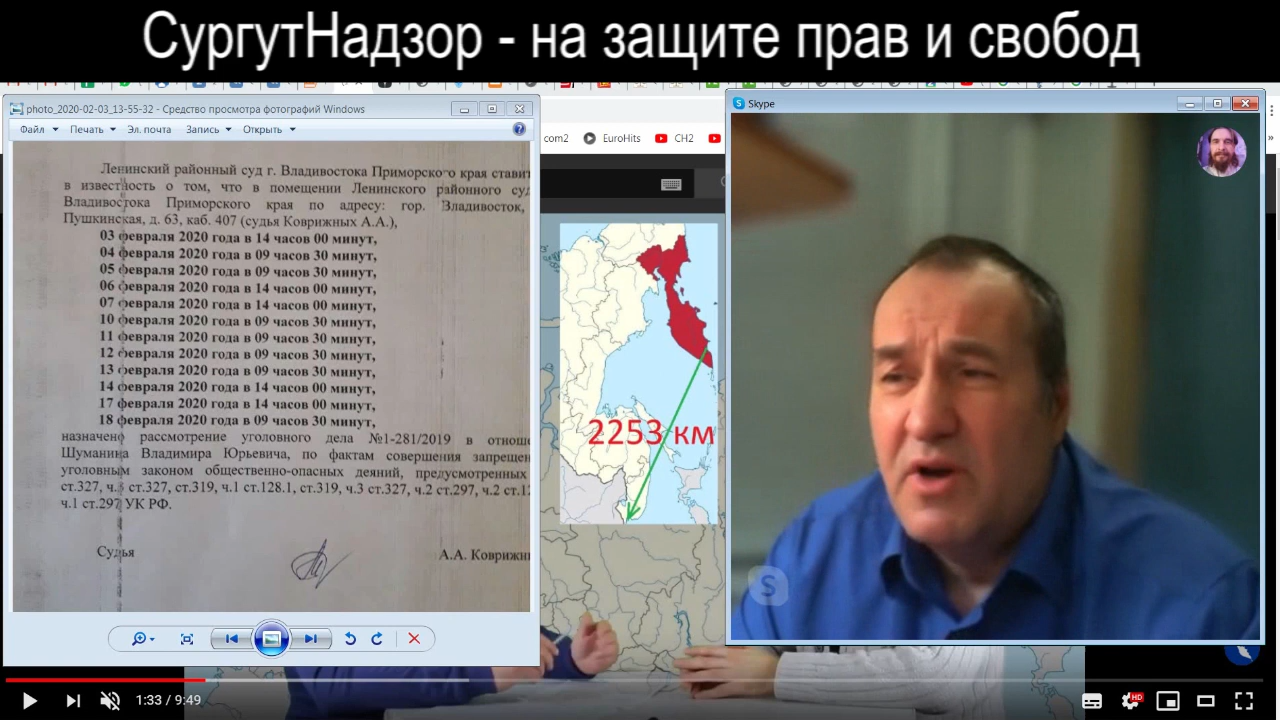 СургутНадзор - на защите прав и свобод
photo_2020-02-03_13-55-32 - Средство просмотра фотографий Windows
Файл Печать Эл. почта Запись Открыть
Ленинский районный суд г. Владивостока Приморского края ставит
в известность о том, что в помещении Ленинского районного суд
Владивостока Приморского края по адресу: гор. Владивосток,
Пушкинская, д. 63, каб. 407 (судья Коврижных А.А.),
03 февраля 2020 года в 14 часов 00 минут,
04 февраля 2020 года в 09 часов 30 минут,
05 февраля 2020 года в 09 часов 30 минут,
06 февраля 2020 года в 14 часов 00 минут,
07 февраля 2020 года в 14 часов 00 минут,
10 февраля 2020 года в 09 часов 30 минут,
11 февраля 2020 года в 09 часов 30 минут,
12 февраля 2020 года в 09 часов 30 минут,
13 февраля 2020 года в 09 часов 30 минут,
14 февраля 2020 года в 14 часов 00 минут,
17 февраля 2020 года в 14 часов 00 минут,
18 февраля 2020 года в 09 часов 30 минут,
назначено рассмотрение уголовного дела №1-281/2019 в отноше
Шуманина Владимира Юрьевича, по фактам совершения запрещен
уголовным законом общественно-опасных деяний, предусмотренных
ст.327, ч.3 ст.327, ст.319, ч.1 ст.128.1, ст.319, ч.3 ст.327, ч.2 ст.297, ч.2 ст.12
ч.1 ст.297 УК РФ.
Судья А.А. Коврижн
com2 EuroHits CH2
2253 км
Skype
1:33 / 9:49
HD